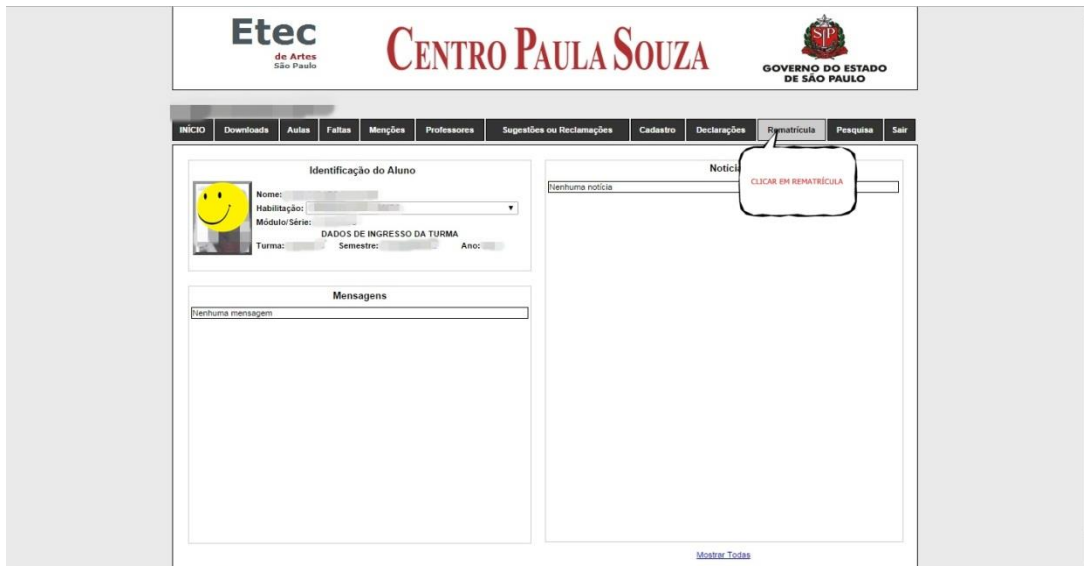 Etec
de Artes
São Paulo
CENTRO PAULA SOUZA
SP
GOVERNO DO ESTADO
DE SÃO PAULO
INÍCIO Downloads Aulas Faltas Menções Professores Sugestões ou Reclamações Cadastro Declarações Rematrícula Pesquisa Sair
Identificação do Aluno
Nome:
Habilitação:
Módulo/Série:
DADOS DE INGRESSO DA TURMA
Turma: Semestre: Ano:
Mensagens
Nenhuma mensagem
Notícia
Nenhuma notícia
CLICAR EM REMATRÍCULA
Mostrar Todas